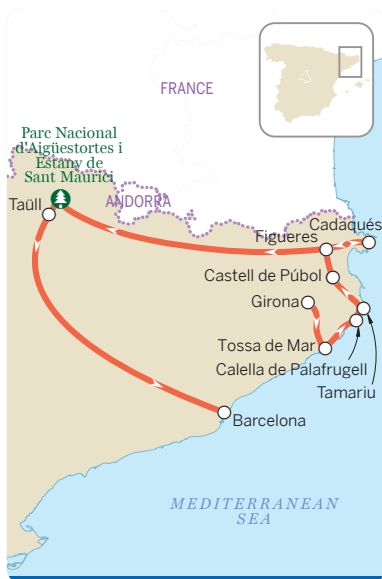 FRANCE
Parc Nacional
d'Aigüestortes i
Estany de
Sant Maurici
ANDORRA
Taüll
Cadaqués
Figueres
Castell de Púbol
Girona
Tossa de Mar
Calella de Palafrugell
Tamariu
Barcelona
MEDITERRANEAN
SEA